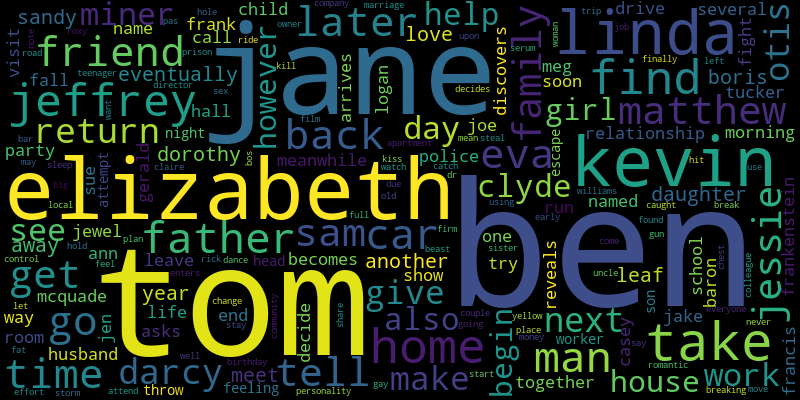 sandy miner frank child drive several
name help linda otis
visit friend later call love
fall eventually hall however arrives logan discovers family find meg soon boris fight tucker
jeffrey jane girl matthew
return back day joe relationship morning
party night dorothy meanwhile police eva escape kevin
sue attempt gerald kiss watch catch clyde named daughter
elizabeth ben
see jewel father sam car one run
away ann leave head becomes another try reveals leaf school baron son uncle
get mcquade year tom give show jessie frankenstein
way go jen life asks end decide also begin next casey jake
room husband home man take
time darcy meet tell make worker house work francis
throw feeling together
road note roxy teenager want director prison sex hole spas owner company marriage ride trip job woman
kill film serum upon decides finally left
bar may sleep big local claire bos apartment mean steal hit use
williams caught break found gun using early come
due old dr full firm beast sister chest colleague
control feel hold plan rick dance enters community
let change stay share couple going yellow place money never say everyone
fat well birthday gay start romantic
effort storm attend personality breaking move